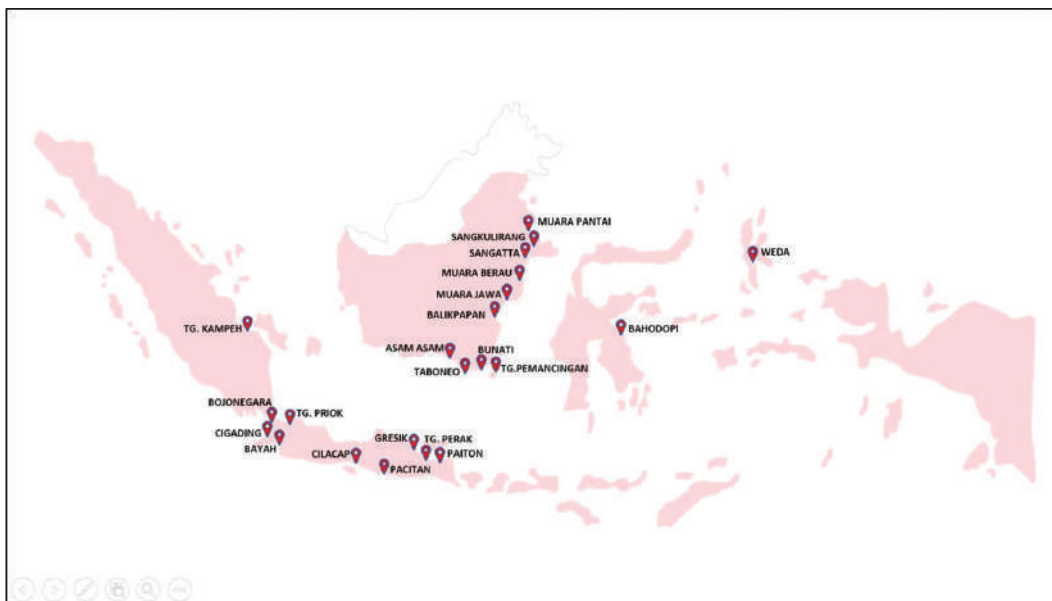 MUARA PANTAI
SANGKULIRANG
SANGATTA
WEDA
MUARA BERAU
MUARA JAWA
BALIKPAPAN
TG. KAMPEH
BAHODOPI
ASAM ASAM
BUNATI
TABONEO
TG.PEMANCINGAN
BOJONEGARA
TG. PRIOK
CIGADING
BAYAH
GRESIK
TG. PERAK
CILACAP
PAITON
PACITAN